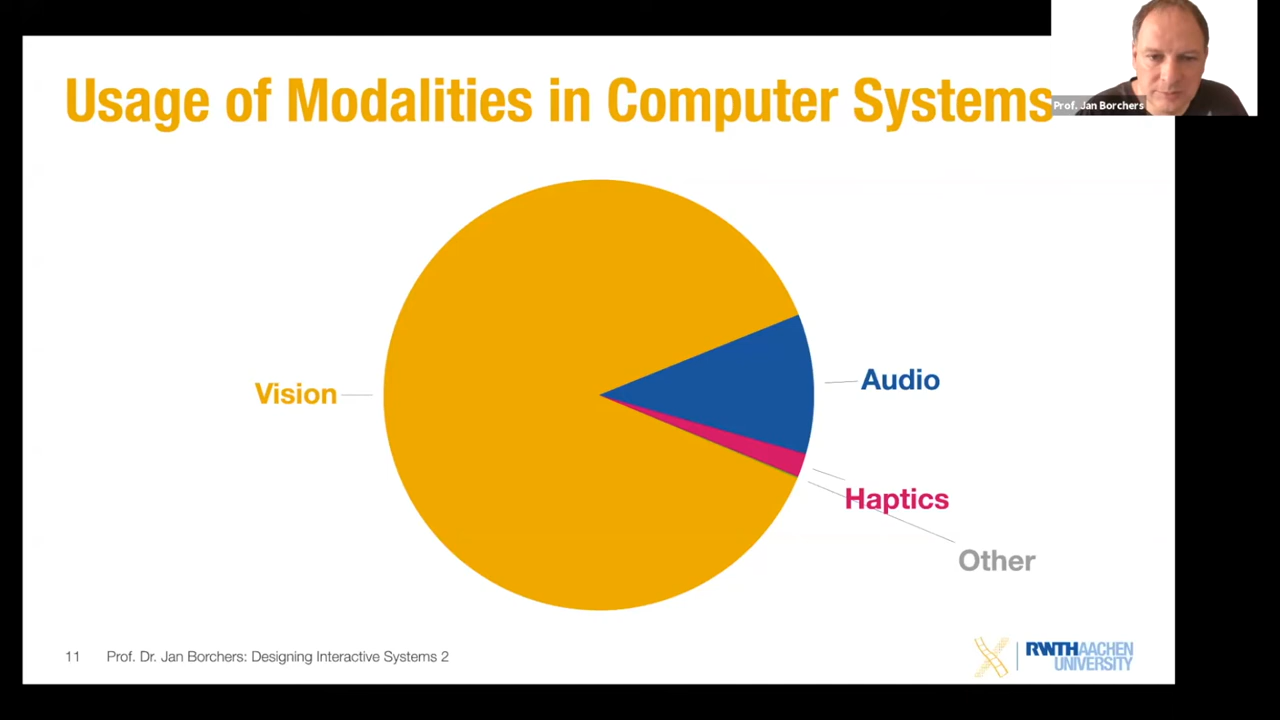 Usage of Modalities in Computer Systems
Prof. Jan Borchers
Vision
Audio
Haptics
Other
11 Prof. Dr. Jan Borchers: Designing Interactive Systems 2
RWTHAACHEN
UNIVERSITY